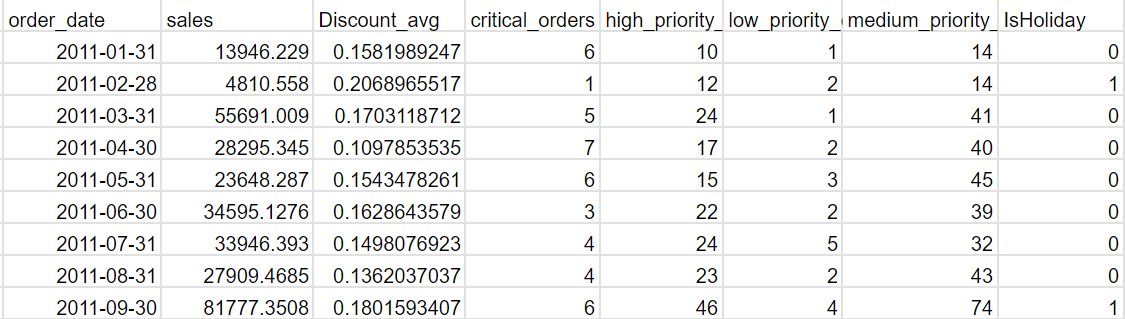 order_date sales Discount_avg critical_orders high_priority_ low_priority_ medium_priority_ IsHoliday
2011-01-31 13946.229 0.1581989247 6 10 1 14 0
2011-02-28 4810.558 0.2068965517 1 12 2 14 1
2011-03-31 55691.009 0.1703118712 5 24 1 41 0
2011-04-30 28295.345 0.1097853535 7 17 2 40 0
2011-05-31 23648.287 0.1543478261 6 15 3 45 0
2011-06-30 34595.1276 0.1628643579 3 22 2 39 0
2011-07-31 33946.393 0.1498076923 4 24 5 32 0
2011-08-31 27909.4685 0.1362037037 4 23 2 43 0
2011-09-30 81777.3508 0.1801593407 6 46 4 74 1